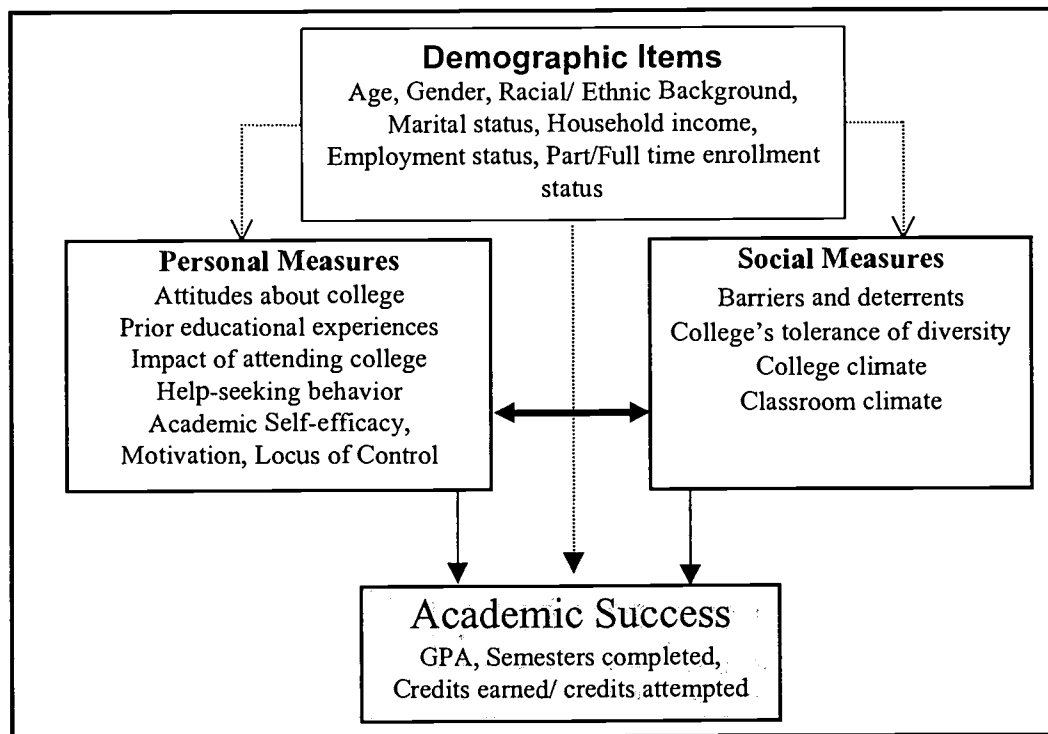 Demographic Items
Age, Gender, Racial/ Ethnic Background,
Marital status, Household income,
Employment status, Part/Full time enrollment
status
Personal Measures
Attitudes about college
Prior educational experiences
Impact of attending college
Help-seeking behavior
Academic Self-efficacy,
Motivation, Locus of Control
Social Measures
Barriers and deterrents
College's tolerance of diversity
College climate
Classroom climate
Academic Success
GPA, Semesters completed,
Credits earned/ credits attempted